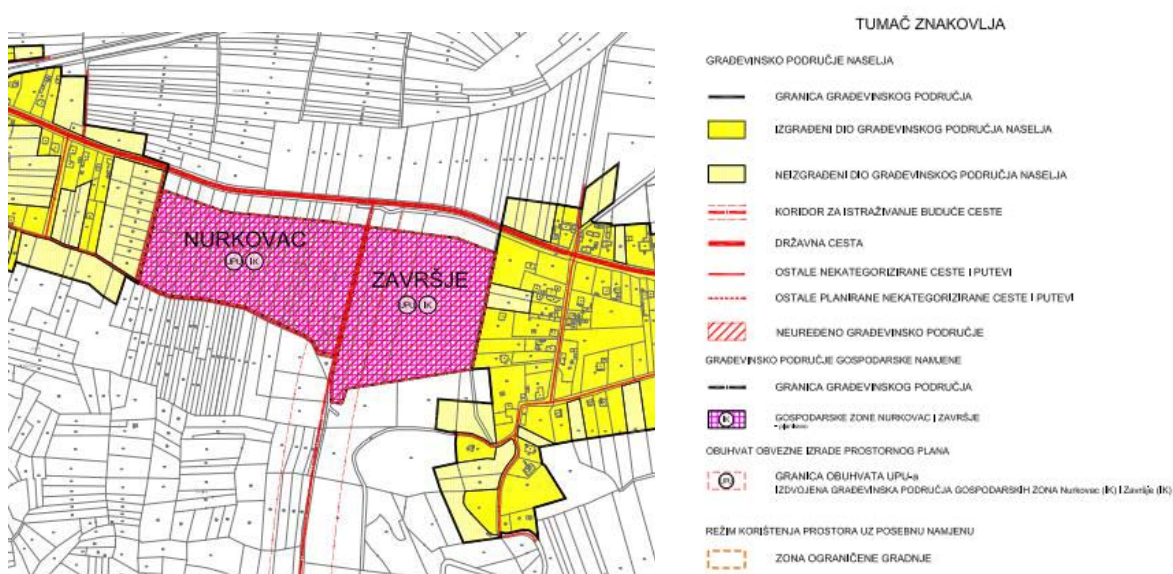 NURKOVAC
UPU IK
ZAVRŠJE
UPU IK
TUMAČ ZNAKOVLJA
GRAĐEVINSKO PODRUČJE NASELJA
GRANICA GRAĐEVINSKOG PODRUČJA
IZGRAĐENI DIO GRAĐEVINSKOG PODRUČJA NASELJA
NEIZGRAĐENI DIO GRAĐEVINSKOG PODRUČJA NASELJA
KORIDOR ZA ISTRAŽIVANJE BUDUĆE CESTE
DRŽAVNA CESTA
OSTALE NEKATEGORIZIRANE CESTE I PUTEVI
OSTALE PLANIRANE NEKATEGORIZIRANE CESTE I PUTEVI
NEUREĐENO GRAĐEVINSKO PODRUČJE
GRAĐEVINSKO PODRUČJE GOSPODARSKE NAMJENE
GRANICA GRAĐEVINSKOG PODRUČJA
IK GOSPODARSKE ZONE NURKOVAC I ZAVRŠJE
- planirano
OBUHVAT OBVEZNE IZRADE PROSTORNOG PLANA
UPU GRANICA OBUHVATA UPU-a
IZDVOJENA GRAĐEVINSKA PODRUČJA GOSPODARSKIH ZONA Nurkovac (IK) I Završje (IK)
REŽIM KORIŠTENJA PROSTORA UZ POSEBNU NAMJENU
ZONA OGRANIČENE GRADNJE